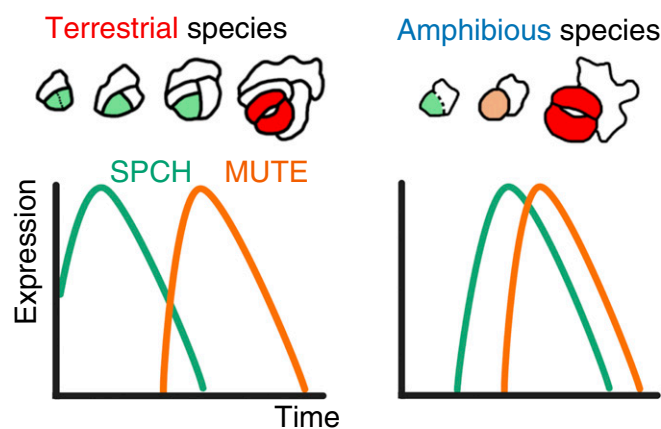 Terrestrial species
Amphibious species
SPCH
MUTE
Expression
Time